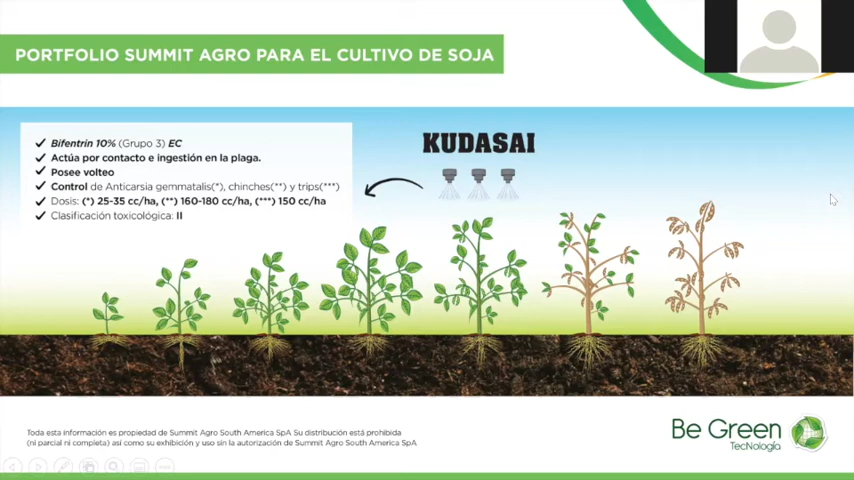 PORTFOLIO SUMMIT AGRO PARA EL CULTIVO DE SOJA
KUDASAI
Bifentrin 10% (Grupo 3) EC
Actúa por contacto e ingestión en la plaga.
Posee volteo
Control de Anticarsia gemmatalis(*), chinches(**) y trips(***)
Dosis: (*) 25-35 cc/ha, (**) 160-180 cc/ha, (***) 150 cc/ha
Clasificación toxicológica: II
Toda esta información es propiedad de Summit Agro South America SpA Su distribución está prohibida
(ni parcial ni completa) así como su exhibición y uso sin la autorización de Summit Agro South America SpA
Be Green
TecNología